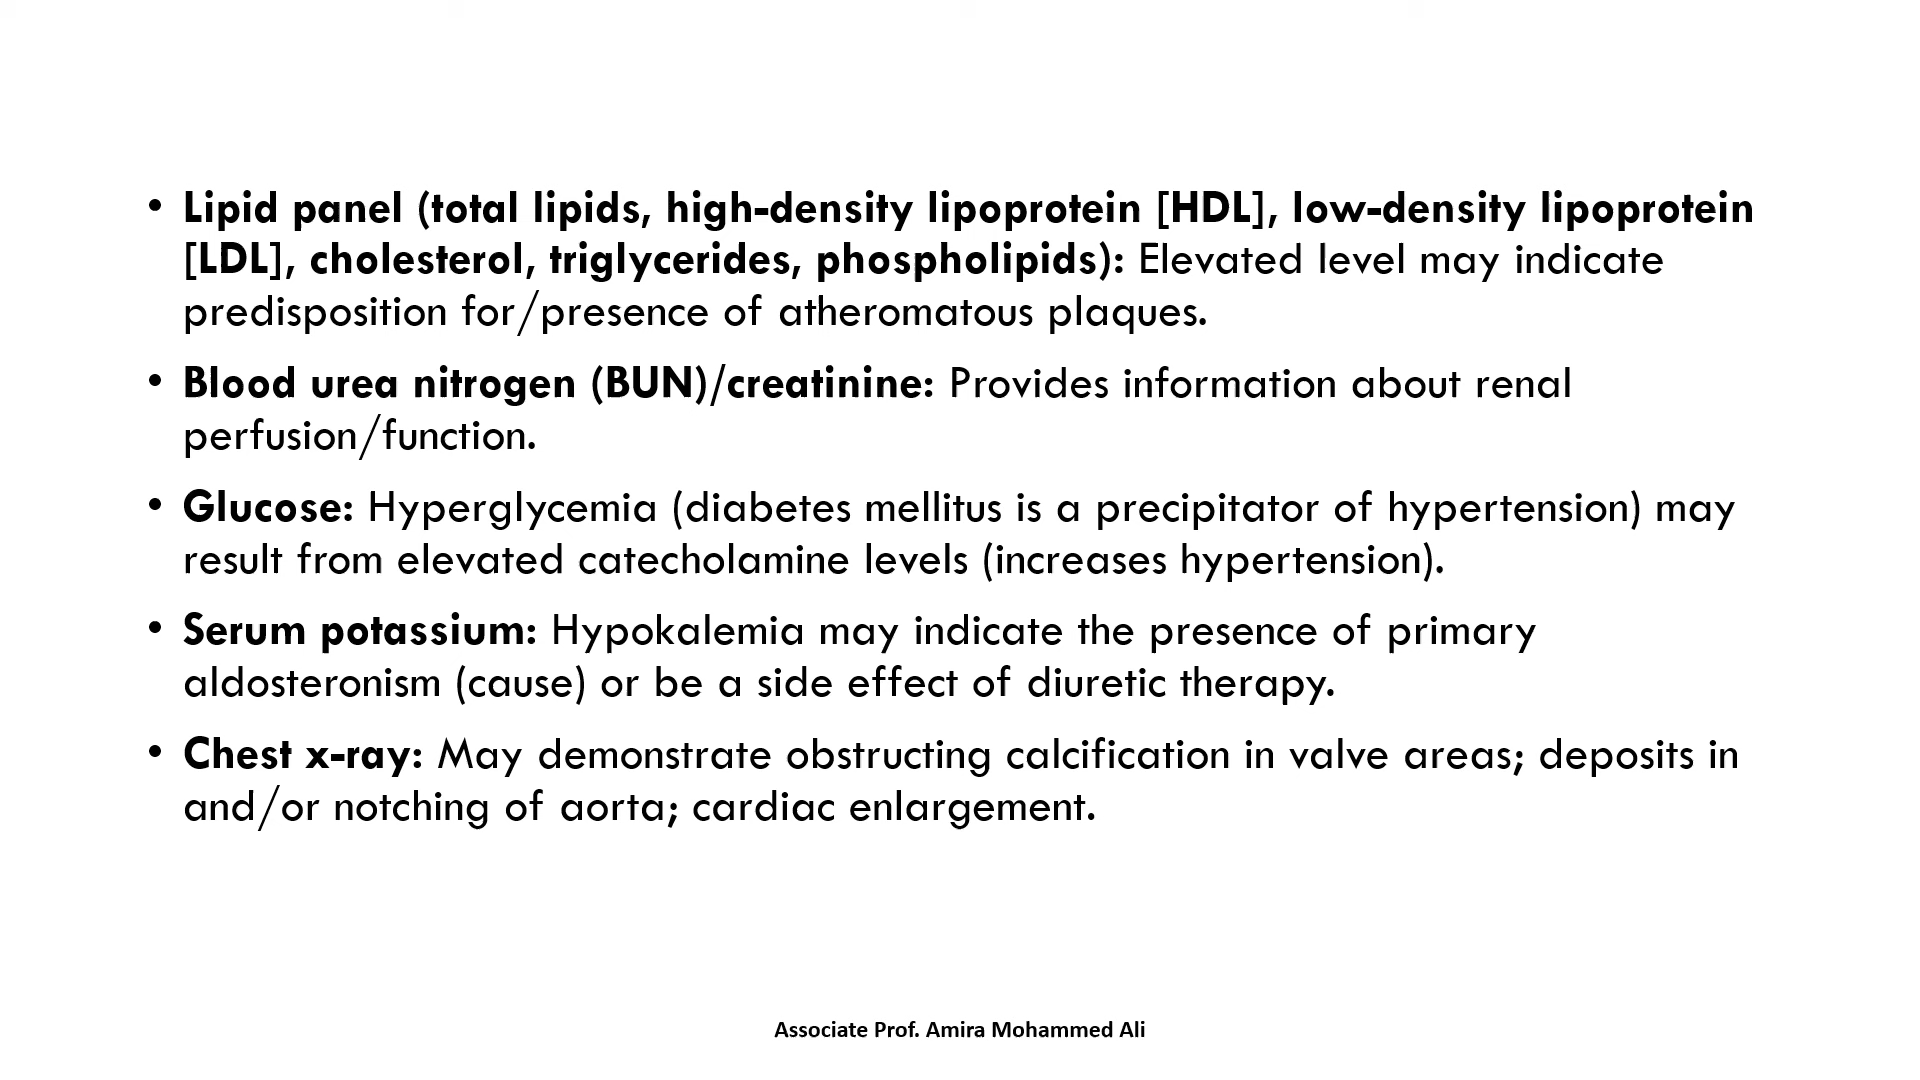 • Lipid panel (total lipids, high-density lipoprotein [HDL], low-density lipoprotein
[LDL], cholesterol, triglycerides, phospholipids): Elevated level may indicate
predisposition for/presence of atheromatous plaques.
• Blood urea nitrogen (BUN)/creatinine: Provides information about renal
perfusion/function.
• Glucose: Hyperglycemia (diabetes mellitus is a precipitator of hypertension) may
result from elevated catecholamine levels (increases hypertension).
• Serum potassium: Hypokalemia may indicate the presence of primary
aldosteronism (cause) or be a side effect of diuretic therapy.
• Chest x-ray: May demonstrate obstructing calcification in valve areas; deposits in
and/or notching of aorta; cardiac enlargement.
Associate Prof. Amira Mohammed Ali